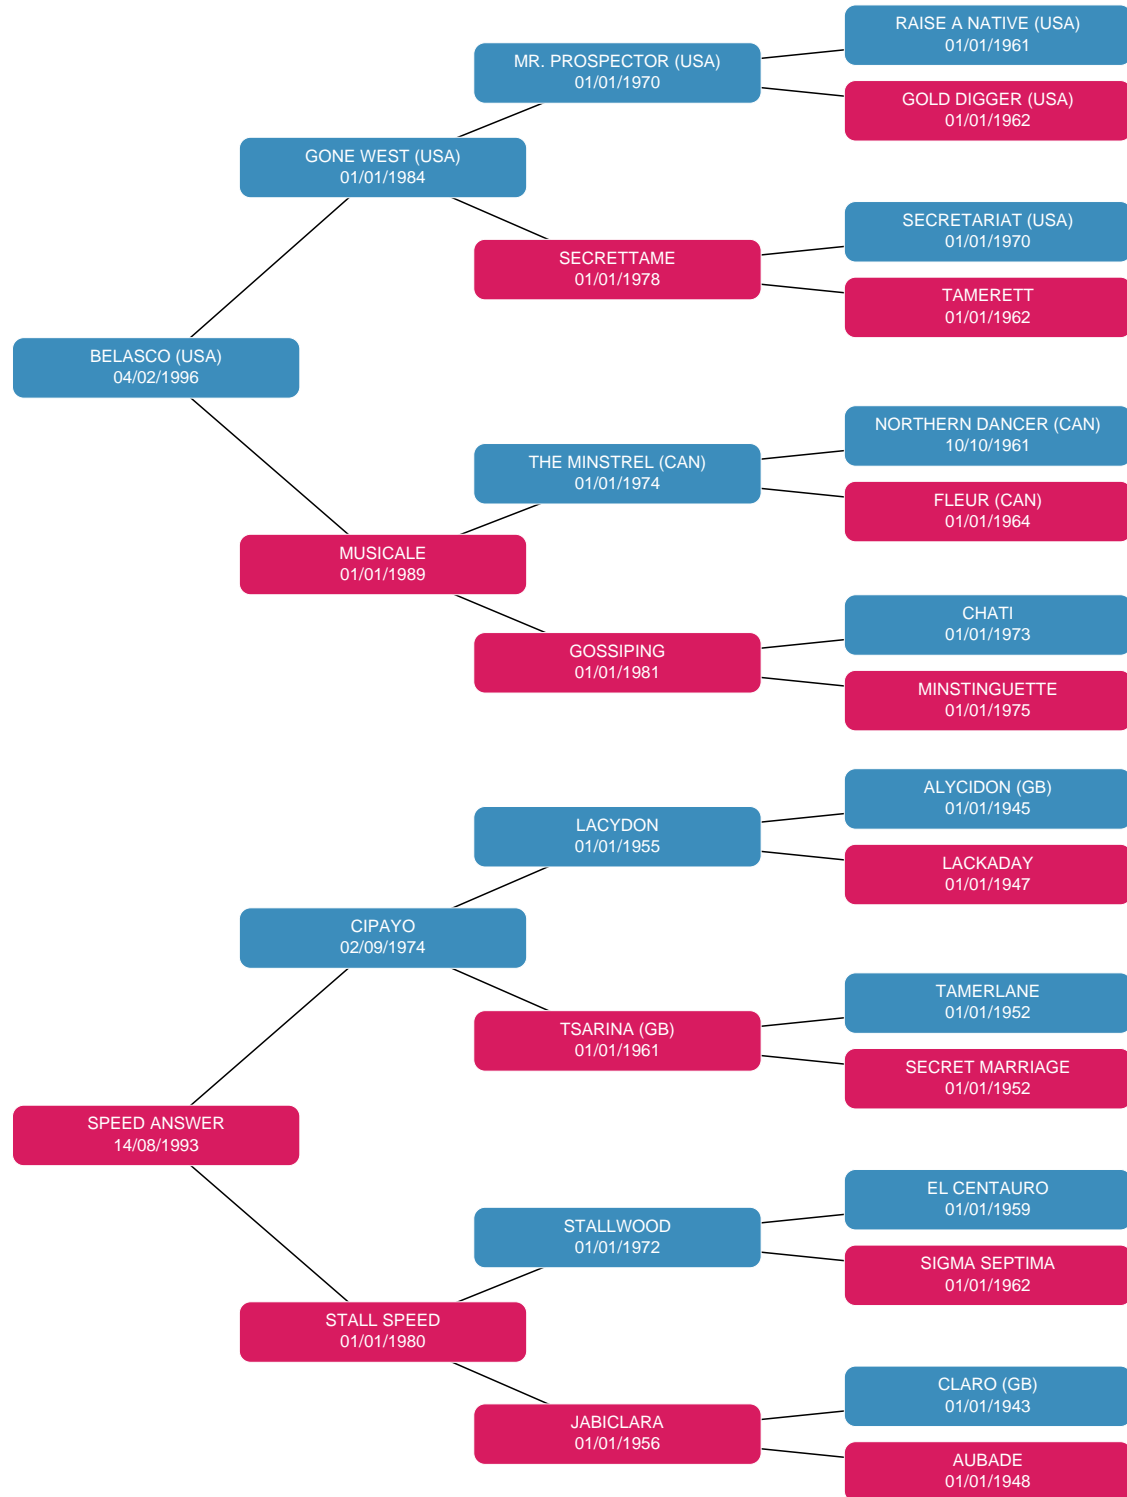 RAISE A NATIVE (USA)
01/01/1961
MR. PROSPECTOR (USA)
01/01/1970
GOLD DIGGER (USA)
01/01/1962
GONE WEST (USA)
01/01/1984
SECRETARIAT (USA)
01/01/1970
SECRETTAME
01/01/1978
TAMERETT
01/01/1962
BELASCO (USA)
04/02/1996
NORTHERN DANCER (CAN)
10/10/1961
THE MINSTREL (CAN)
01/01/1974
FLEUR (CAN)
01/01/1964
MUSICALE
01/01/1989
CHATI
01/01/1973
GOSSIPING
01/01/1981
MINSTINGUETTE
01/01/1975
ALYCIDON (GB)
01/01/1945
LACYDON
01/01/1955
LACKADAY
01/01/1947
CIPAYO
02/09/1974
TAMERLANE
01/01/1952
TSARINA (GB)
01/01/1961
SECRET MARRIAGE
01/01/1952
SPEED ANSWER
14/08/1993
EL CENTAURO
01/01/1959
STALLWOOD
01/01/1972
SIGMA SEPTIMA
01/01/1962
STALL SPEED
01/01/1980
CLARO (GB)
01/01/1943
JABICLARA
01/01/1956
AUBADE
01/01/1948